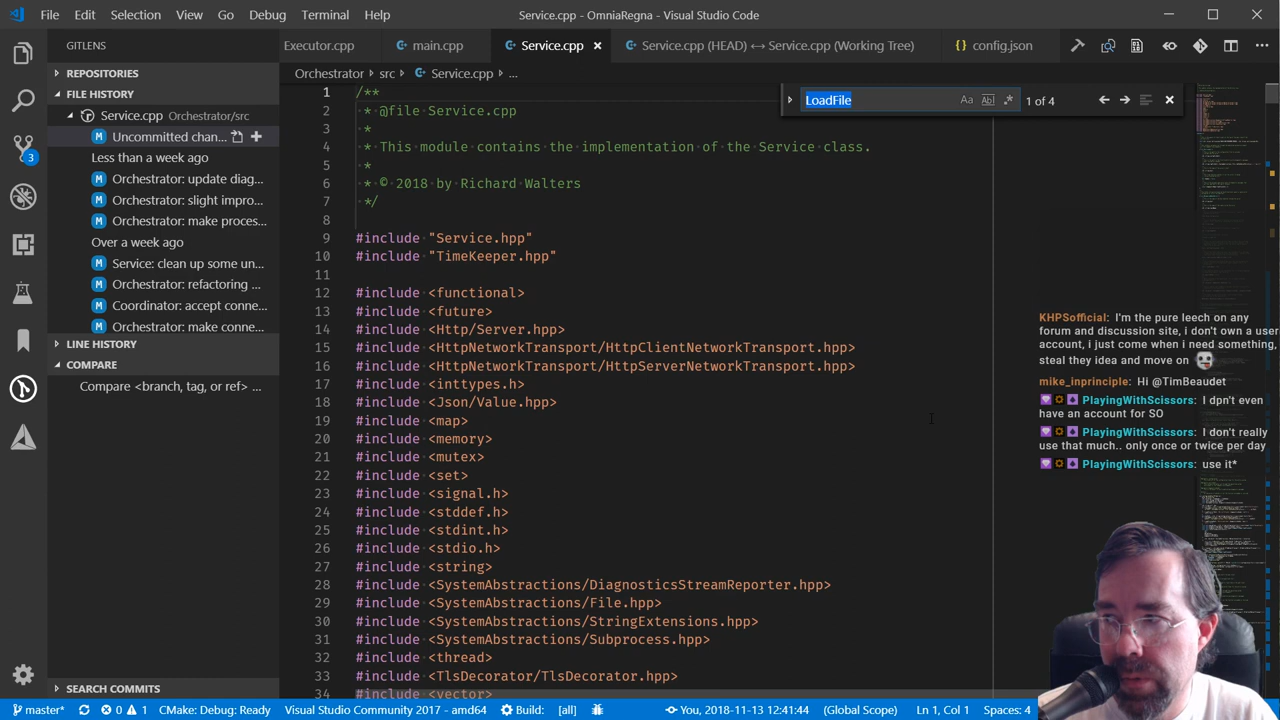 File Edit Selection View Go Debug Terminal Help
Service.cpp - OmniaRegna - Visual Studio Code
GITLENS
Executor.cpp
main.cpp
Service.cpp
Service.cpp (HEAD) ↔ Service.cpp (Working Tree)
config.json
REPOSITORIES
FILE HISTORY
Service.cpp Orchestrator/src
M Uncommitted chan...
Less than a week ago
M Orchestrator: update diag...
M Orchestrator: slight impro...
M Orchestrator: make proces...
Over a week ago
M Service: clean up some un...
M Orchestrator: refactoring ...
M Coordinator: accept conne...
M Orchestrator: make conne...
LINE HISTORY
COMPARE
Compare <branch, tag, or ref> ...
SEARCH COMMITS
3
Orchestrator › src › Service.cpp › ...
LoadFile
Aa Abl .*
1 of 4
1 /**
2 * @file Service.cpp
3 *
4 * This module contains the implementation of the Service class.
5 *
6 * © 2018 by Richard Walters
7 */
8
9 #include "Service.hpp"
10 #include "TimeKeeper.hpp"
11
12 #include <functional>
13 #include <future>
14 #include <Http/Server.hpp>
15 #include <HttpNetworkTransport/HttpClientNetworkTransport.hpp>
16 #include <HttpNetworkTransport/HttpServerNetworkTransport.hpp>
17 #include <inttypes.h>
18 #include <Json/Value.hpp>
19 #include <map>
20 #include <memory>
21 #include <mutex>
22 #include <set>
23 #include <signal.h>
24 #include <stddef.h>
25 #include <stdint.h>
26 #include <stdio.h>
27 #include <string>
28 #include <SystemAbstractions/DiagnosticsStreamReporter.hpp>
29 #include <SystemAbstractions/File.hpp>
30 #include <SystemAbstractions/StringExtensions.hpp>
31 #include <SystemAbstractions/Subprocess.hpp>
32 #include <thread>
33 #include <TlsDecorator/TlsDecorator.hpp>
34 #include <vector>
KHPSofficial: I'm the pure leech on any
forum and discussion site, i don't own a user
account, i just come when i need something,
steal they idea and move on
mike_inprinciple: Hi @TimBeaudet
PlayingWithScissors: I dpn't even
have an account for SO
PlayingWithScissors: I don't really
use that much.. only once or twice per day
PlayingWithScissors: use it*
master* 0 1 CMake: Debug: Ready Visual Studio Community 2017 - amd64 Build: [all] You, 2018-11-13 12:41:44 (Global Scope) Ln 1, Col 1 Spaces: 4